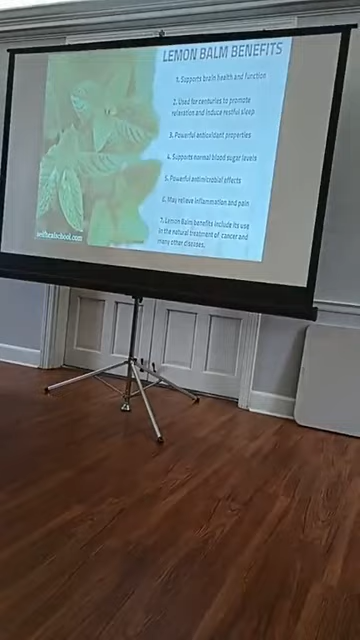 LEMON BALM BENEFITS
1. Supports brain health and function
2. Used for centuries to promote
relaxation and induce restful sleep
3. Powerful antioxidant properties
4. Supports normal blood sugar levels
5. Powerful antimicrobial effects
6. May relieve inflammation and pain
7. Lemon Balm benefits include its use
in the natural treatment of cancer and
many other diseases.
selfhealschool.com